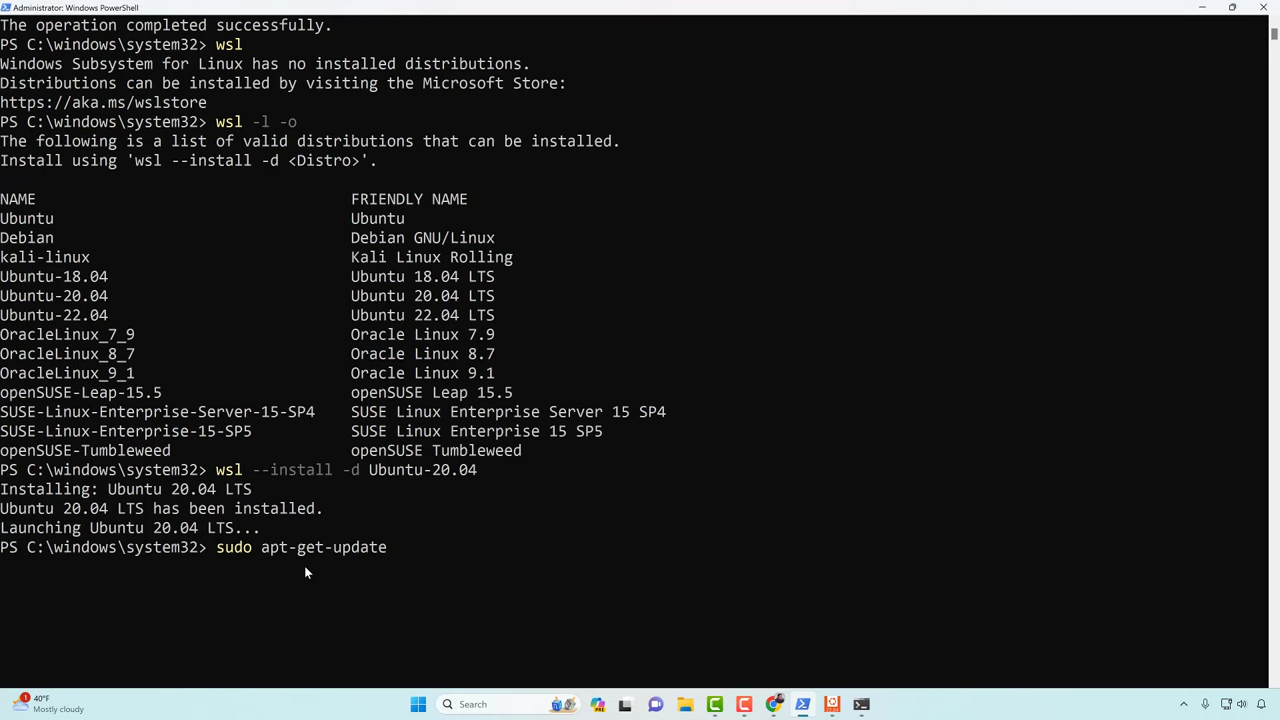 Administrator: Windows PowerShell
The operation completed successfully.
PS C:\windows\system32> wsl
Windows Subsystem for Linux has no installed distributions.
Distributions can be installed by visiting the Microsoft Store:
https://aka.ms/wslstore
PS C:\windows\system32> wsl -l -o
The following is a list of valid distributions that can be installed.
Install using 'wsl --install -d <Distro>'.
NAME FRIENDLY NAME
Ubuntu Ubuntu
Debian Debian GNU/Linux
kali-linux Kali Linux Rolling
Ubuntu-18.04 Ubuntu 18.04 LTS
Ubuntu-20.04 Ubuntu 20.04 LTS
Ubuntu-22.04 Ubuntu 22.04 LTS
OracleLinux_7_9 Oracle Linux 7.9
OracleLinux_8_7 Oracle Linux 8.7
OracleLinux_9_1 Oracle Linux 9.1
openSUSE-Leap-15.5 openSUSE Leap 15.5
SUSE-Linux-Enterprise-Server-15-SP4 SUSE Linux Enterprise Server 15 SP4
SUSE-Linux-Enterprise-15-SP5 SUSE Linux Enterprise 15 SP5
openSUSE-Tumbleweed openSUSE Tumbleweed
PS C:\windows\system32> wsl --install -d Ubuntu-20.04
Installing: Ubuntu 20.04 LTS
Ubuntu 20.04 LTS has been installed.
Launching Ubuntu 20.04 LTS...
PS C:\windows\system32> sudo apt-get-update
1
40°F
Mostly cloudy
Search
PRE